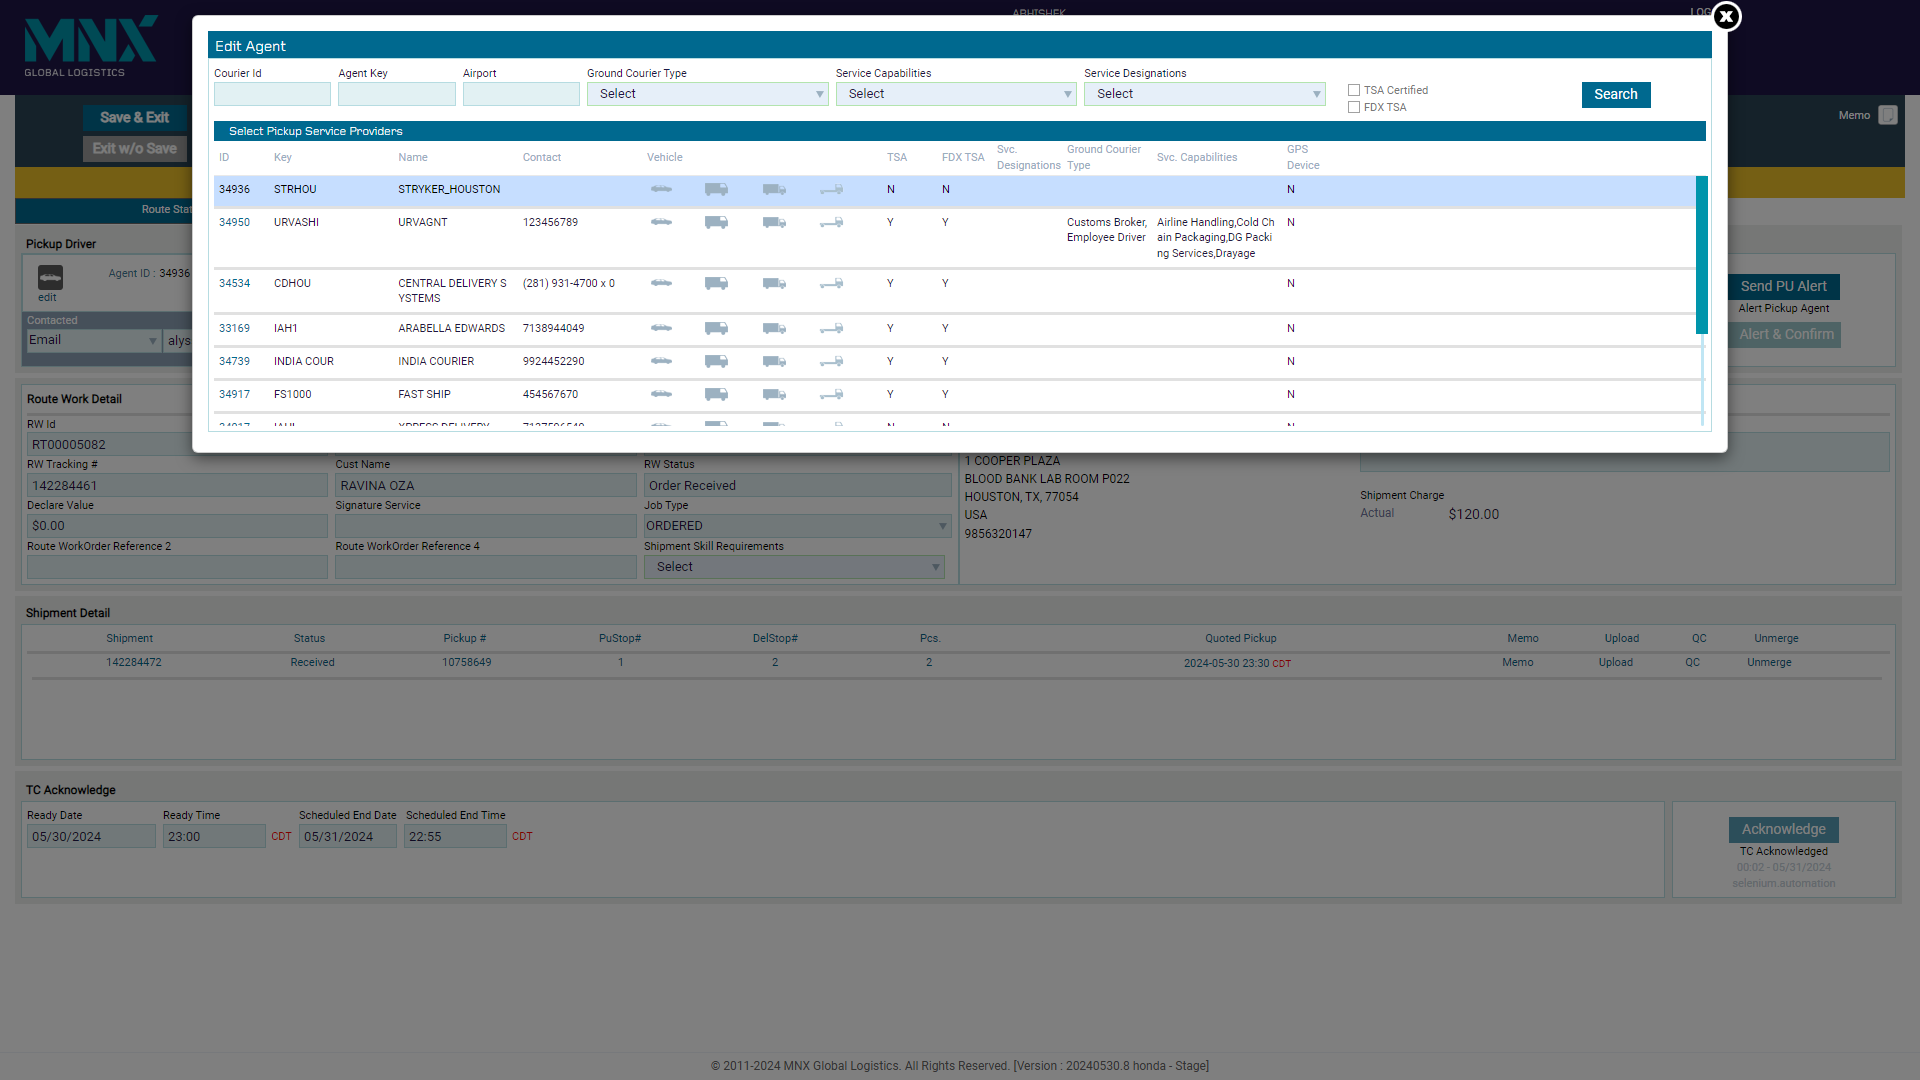 MNX
GLOBAL LOGISTICS
ABHISHEK
LOG
X
Edit Agent
Courier Id
Agent Key
Airport
Ground Courier Type
Service Capabilities
Service Designations
Select
Select
Select
TSA Certified
FDX TSA
Search
Save & Exit
Exit w/o Save
Memo
Select Pickup Service Providers
ID Key Name Contact Vehicle TSA FDX TSA Svc. Designations Ground Courier Type Svc. Capabilities GPS Device
34936 STRHOU STRYKER_HOUSTON N N N
34950 URVASHI URVAGNT 123456789 Y Y Customs Broker, Airline Handling,Cold Ch N
Employee Driver ain Packaging,DG Packi
ng Services,Drayage
34534 CDHOU CENTRAL DELIVERY S (281) 931-4700 x 0 Y Y N
YSTEMS
33169 IAH1 ARABELLA EDWARDS 7138944049 Y Y N
34739 INDIA COUR INDIA COURIER 9924452290 Y Y N
34917 FS1000 FAST SHIP 454567670 Y Y N
Route Stat
Pickup Driver
Agent ID : 34936
edit
Contacted
Email
alys
Send PU Alert
Alert Pickup Agent
Alert & Confirm
Route Work Detail
RW Id
RT00005082
RW Tracking # Cust Name RW Status
142284461 RAVINA OZA Order Received
Declare Value Signature Service Job Type
$0.00 ORDERED
Route WorkOrder Reference 2 Route WorkOrder Reference 4 Shipment Skill Requirements
Select
1 COOPER PLAZA
BLOOD BANK LAB ROOM P022
HOUSTON, TX, 77054
USA
9856320147
Shipment Charge
Actual $120.00
Shipment Detail
Shipment Status Pickup # PuStop# DelStop# Pcs. Quoted Pickup Memo Upload QC Unmerge
142284472 Received 10758649 1 2 2 2024-05-30 23:30 CDT Memo Upload QC Unmerge
TC Acknowledge
Ready Date Ready Time Scheduled End Date Scheduled End Time
05/30/2024 23:00 CDT 05/31/2024 22:55 CDT
Acknowledge
TC Acknowledged
00:02 - 05/31/2024
selenium.automation
© 2011-2024 MNX Global Logistics. All Rights Reserved. [Version : 20240530.8 honda - Stage]